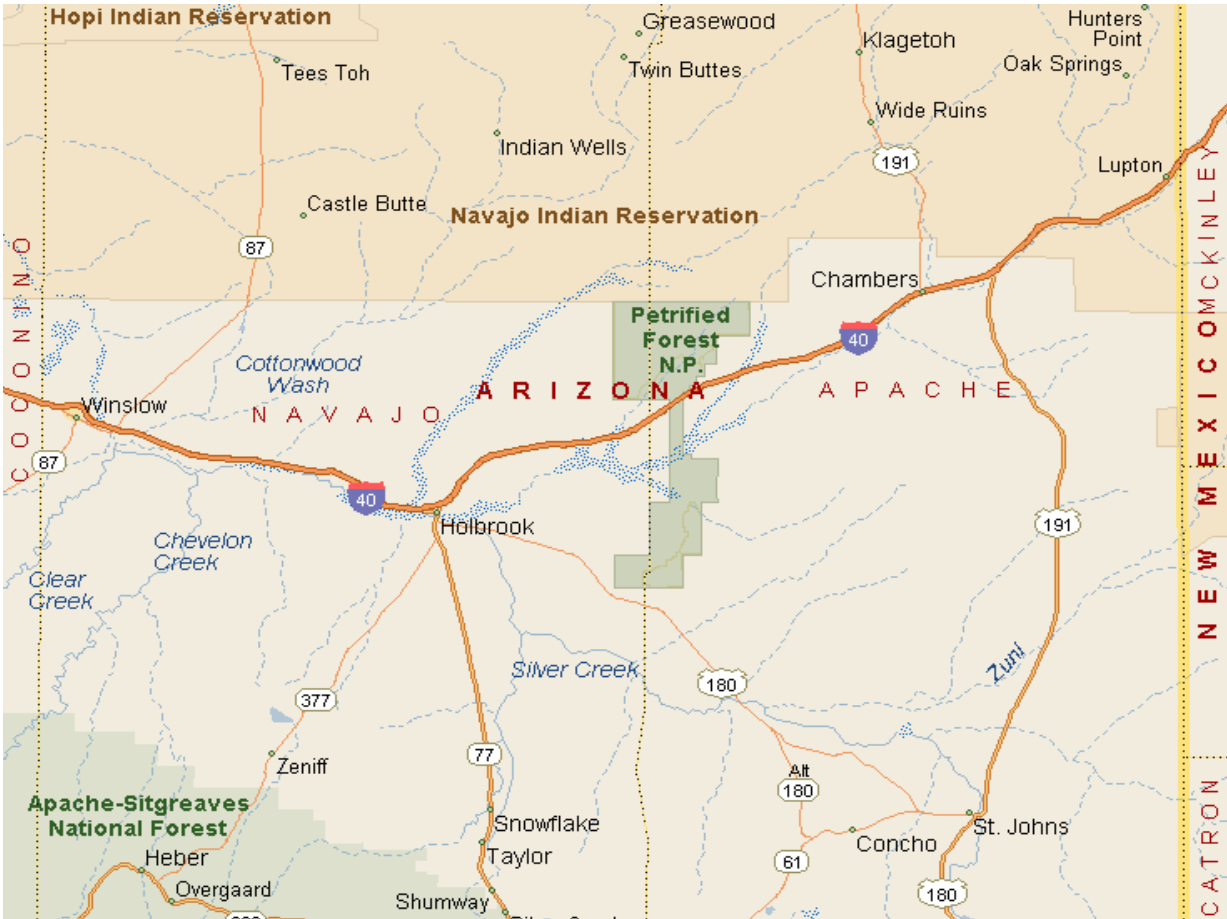 Hopi Indian Reservation
Greasewood
Hunters
Point
Klagetoh
Oak Springs
Tees Toh
Twin Buttes
Wide Ruins
Indian Wells
191
Lupton
Castle Butte
Navajo Indian Reservation
87
MCKINLEY
COCONINO
Chambers
Petrified
Forest
N.P.
40
Cottonwood
Wash
ARIZONA
APACHE
Winslow
NAVAJO
NEW MEXICO
87
40
Holbrook
191
Chevelon
Creek
Clear
Creek
Silver Creek
Zuni
180
377
77
Zeniff
Alt
180
Apache-Sitgreaves
National Forest
Snowflake
St. Johns
Concho
CATRON
Heber
Taylor
61
Overgaard
Shumway
180